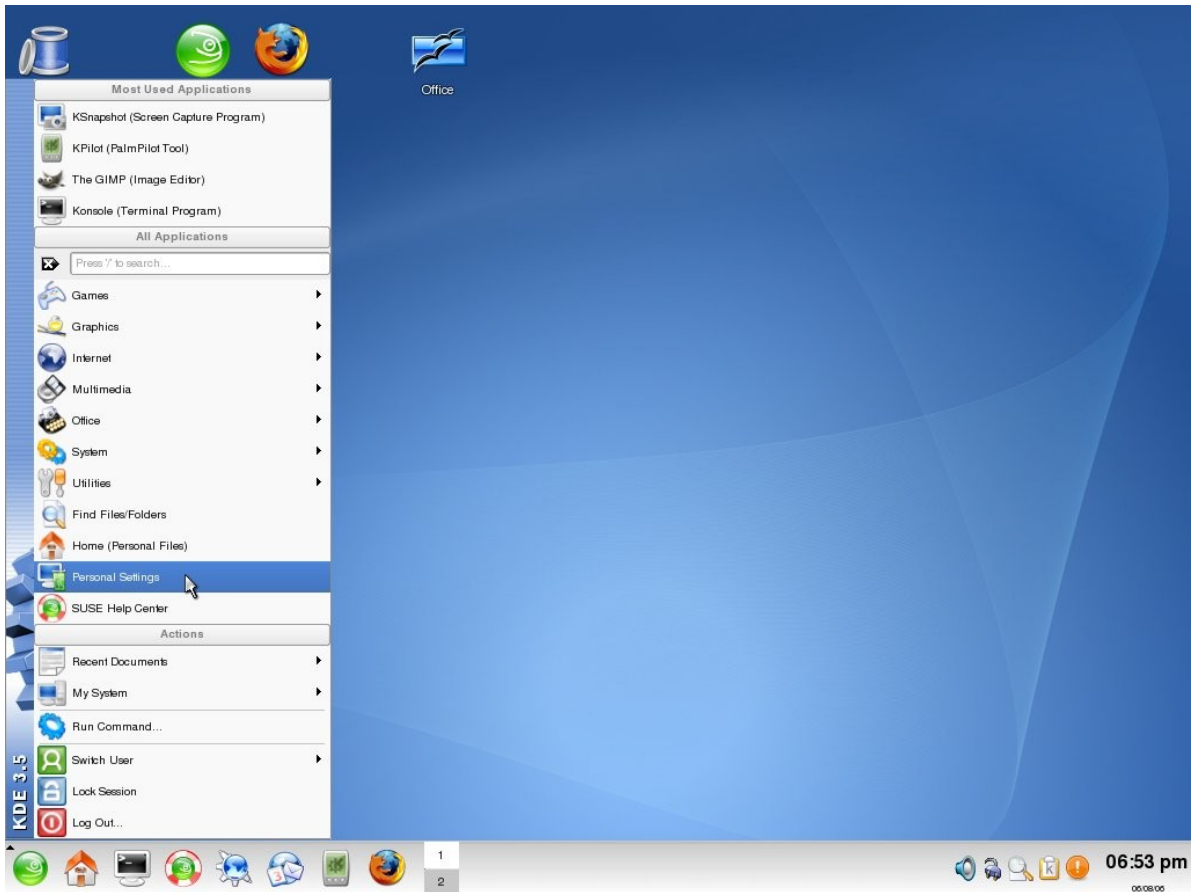 Office
Most Used Applications
KSnapshot (Screen Capture Program)
KPilot (PalmPilot Tool)
The GIMP (Image Editor)
Konsole (Terminal Program)
All Applications
Press '/' to search...
Games
Graphics
Internet
Multimedia
Office
System
Utilities
Find Files/Folders
Home (Personal Files)
Personal Settings
SUSE Help Center
Actions
Recent Documents
My System
Run Command...
Switch User
Lock Session
Log Out...
KDE 3.5
1
2
06:53 pm